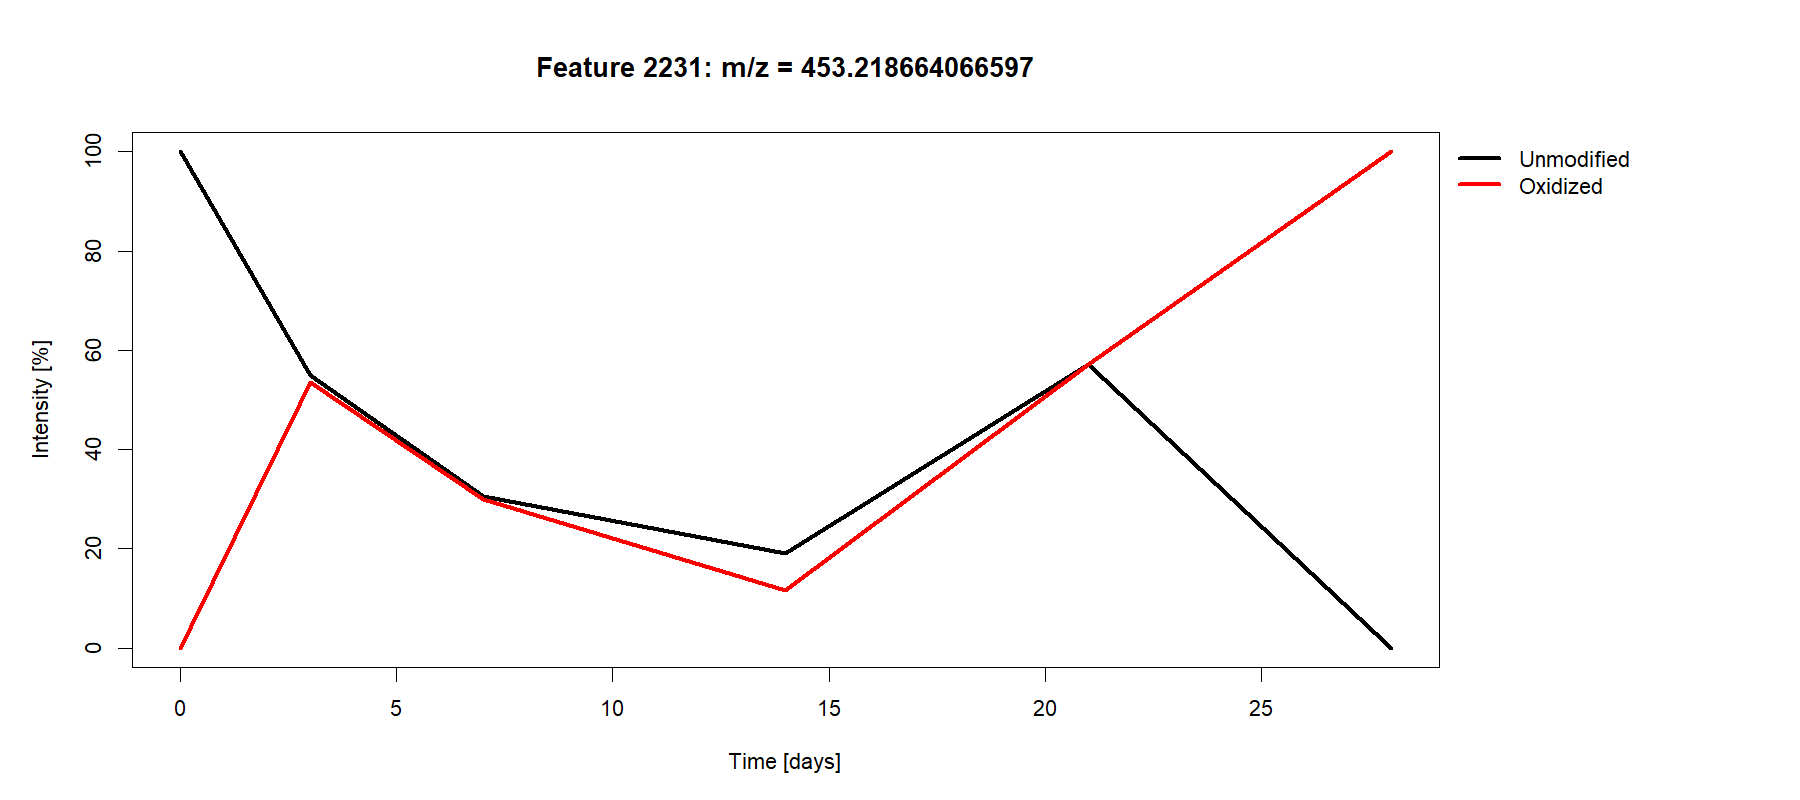 Feature 2231: m/z = 453.218664066597
100
80
60
40
20
0
Intensity [%]
0 5 10 15 20 25
Time [days]
Unmodified
Oxidized